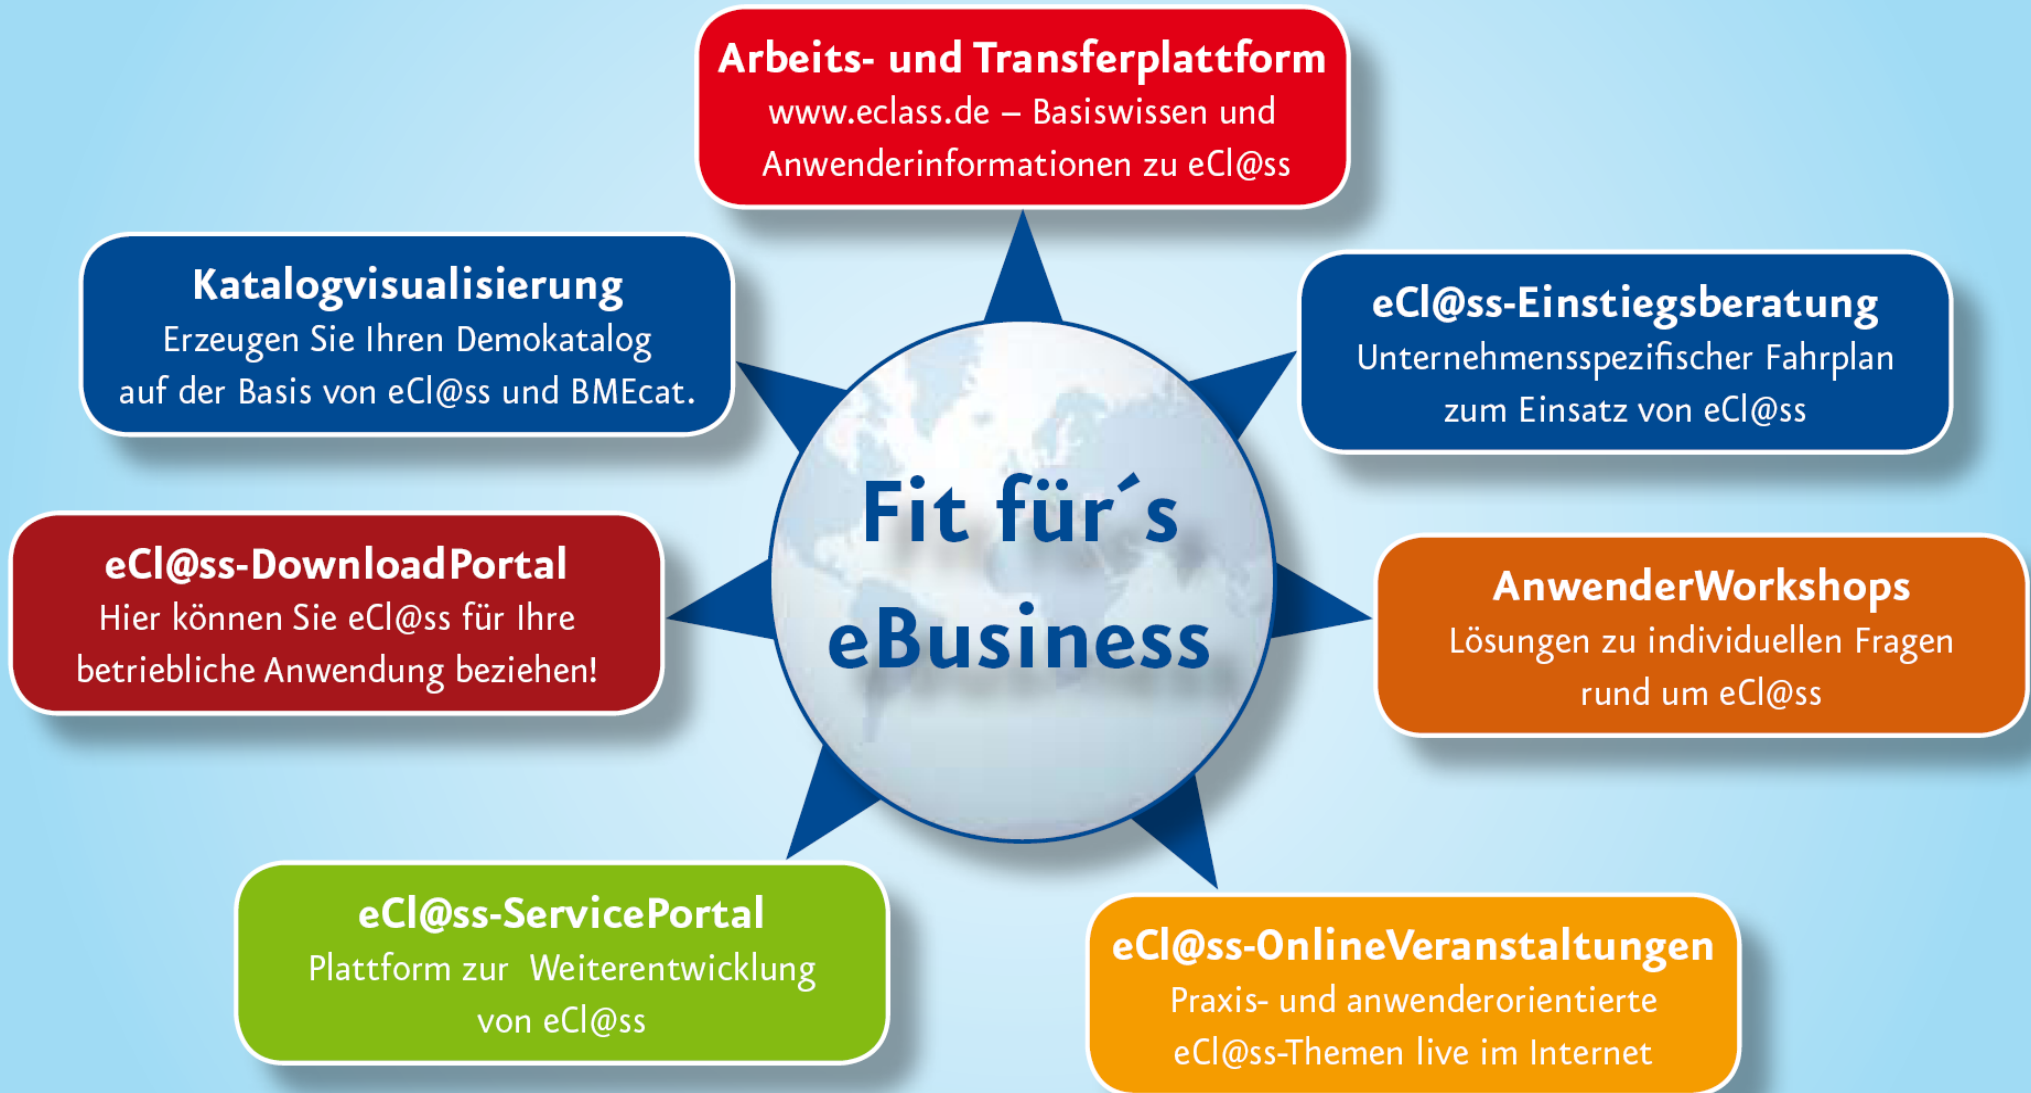 Arbeits- und Transferplattform
www.eclass.de – Basiswissen und
Anwenderinformationen zu eCl@ss
Katalogvisualisierung
Erzeugen Sie Ihren Demokatalog
auf der Basis von eCl@ss und BMEcat.
eCl@ss-Einstiegsberatung
Unternehmensspezifischer Fahrplan
zum Einsatz von eCl@ss
Fit für´s
eBusiness
eCl@ss-DownloadPortal
Hier können Sie eCl@ss für Ihre
betriebliche Anwendung beziehen!
AnwenderWorkshops
Lösungen zu individuellen Fragen
rund um eCl@ss
eCl@ss-ServicePortal
Plattform zur Weiterentwicklung
von eCl@ss
eCl@ss-OnlineVeranstaltungen
Praxis- und anwenderorientierte
eCl@ss-Themen live im Internet